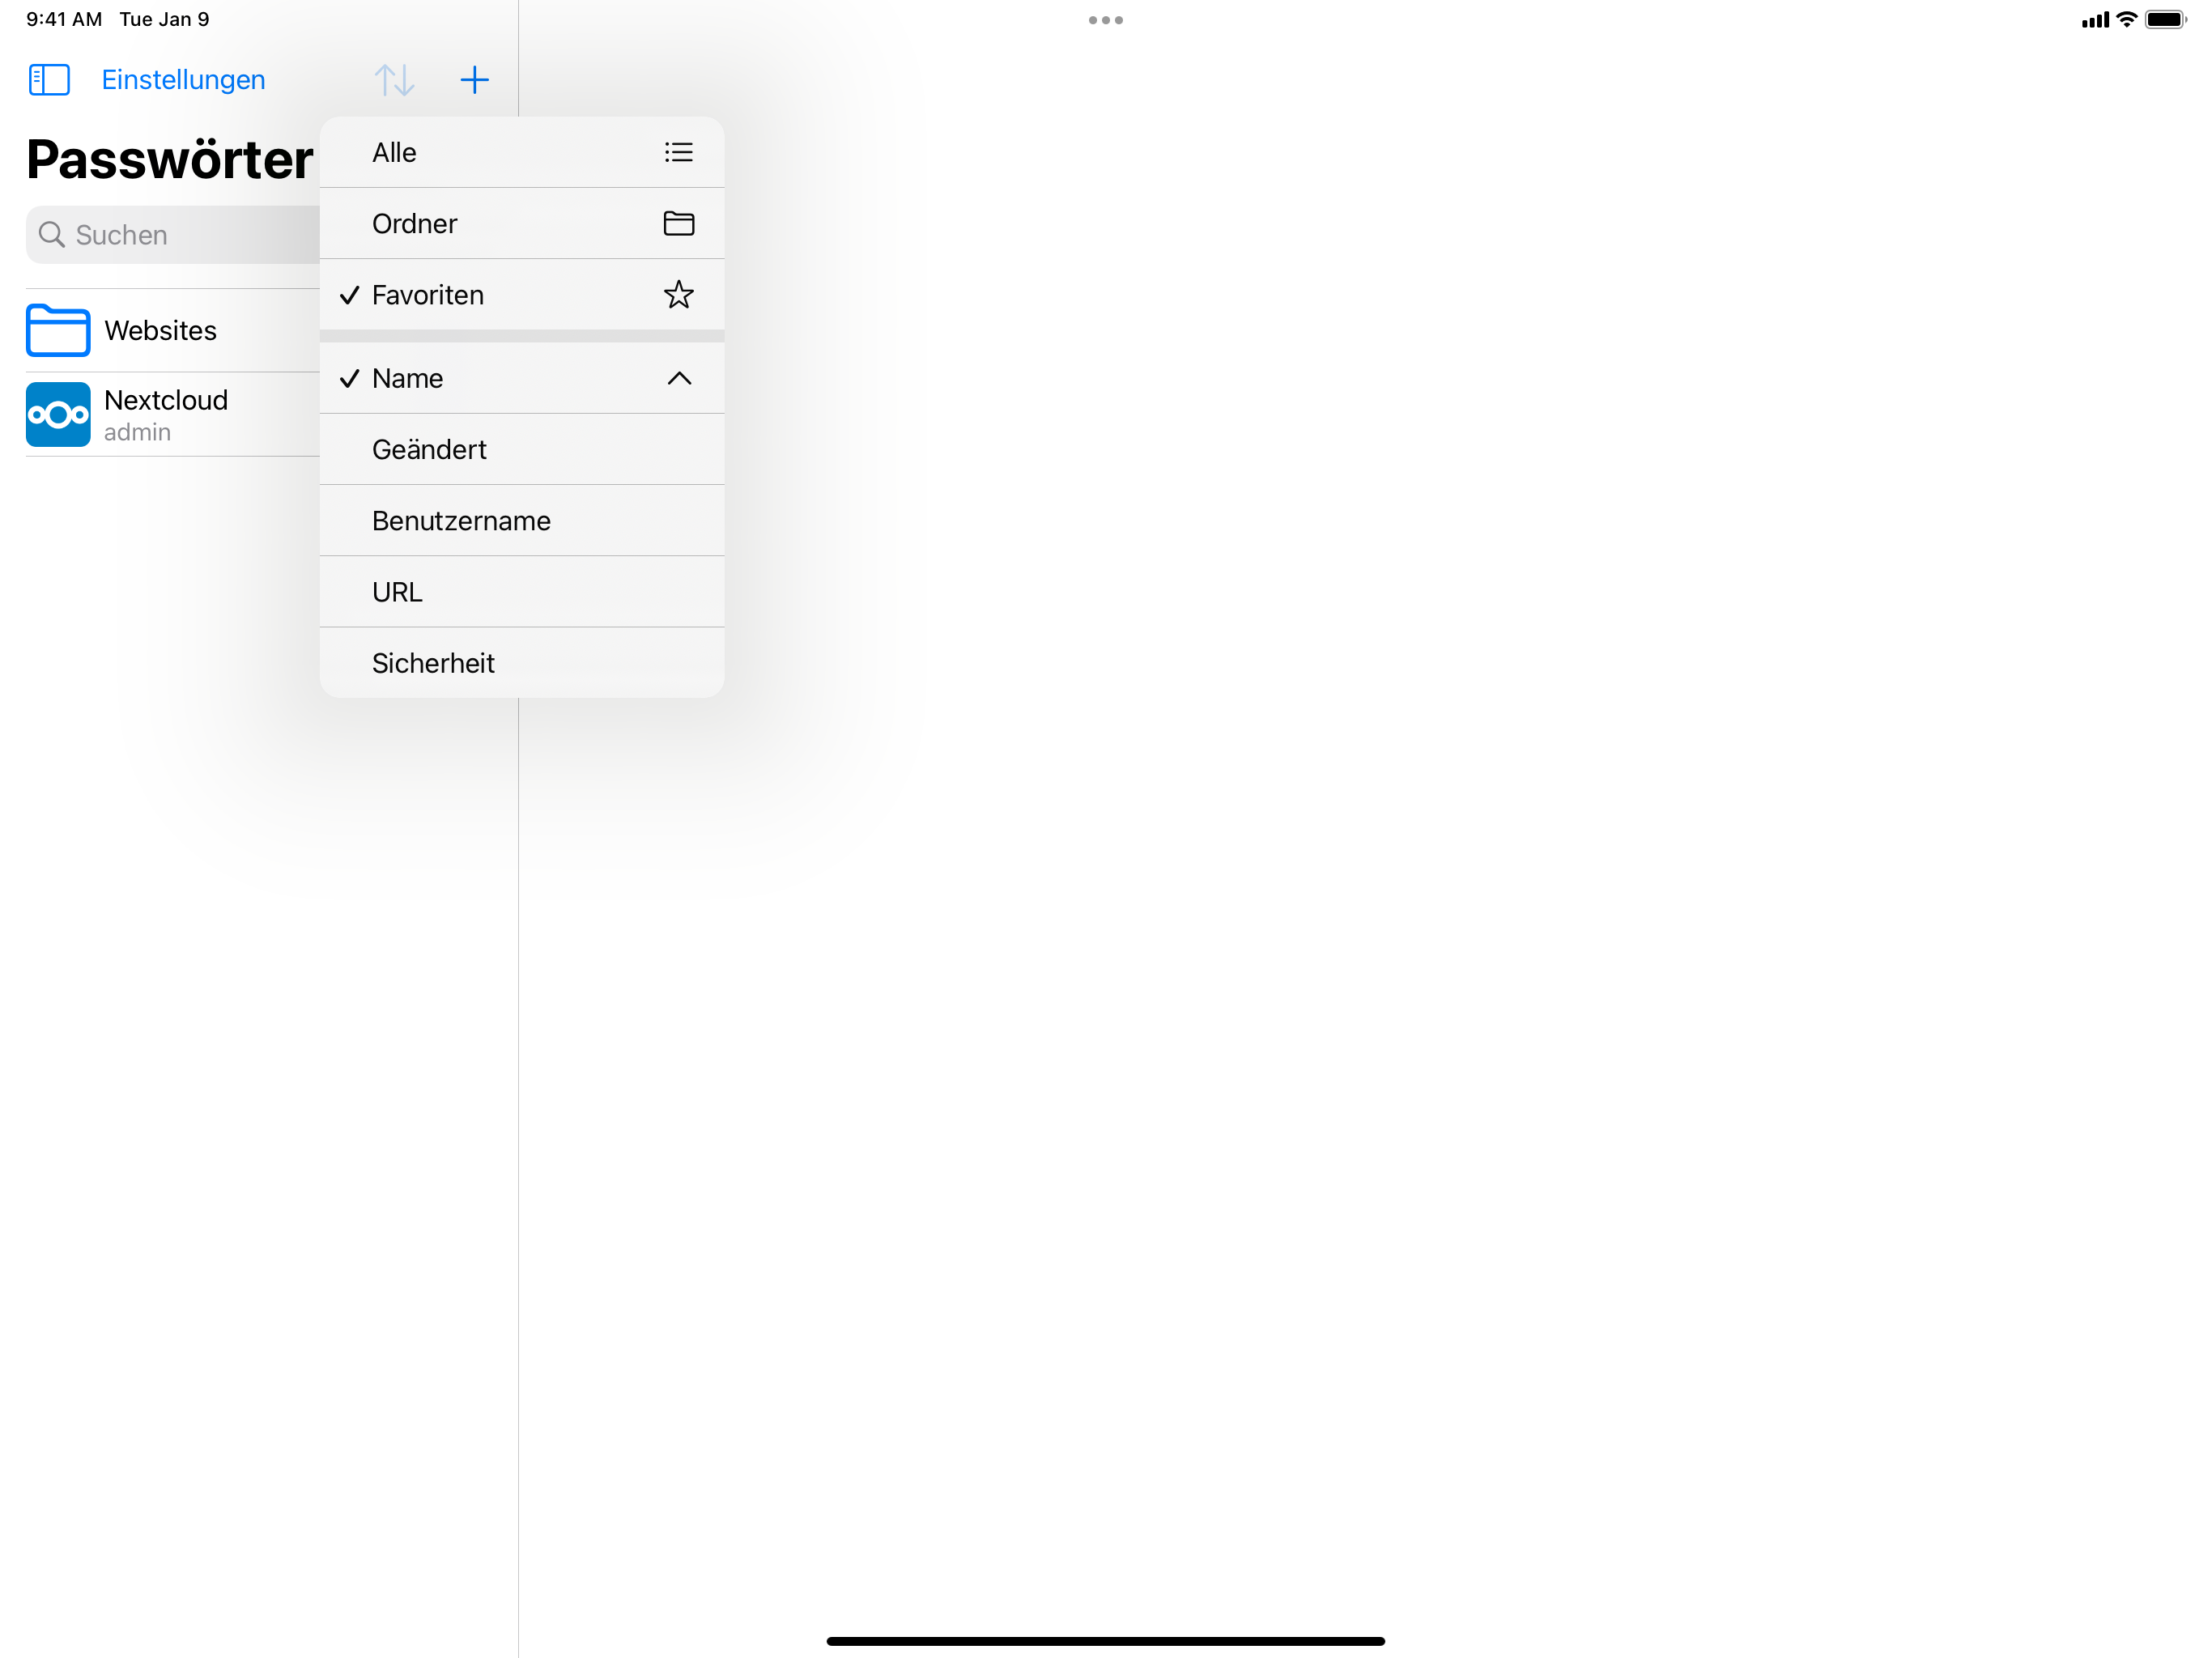 9:41 AM Tue Jan 9
Einstellungen
Passwörter
Suchen
Websites
Nextcloud
admin
Alle
Ordner
Favoriten
Name
Geändert
Benutzername
URL
Sicherheit